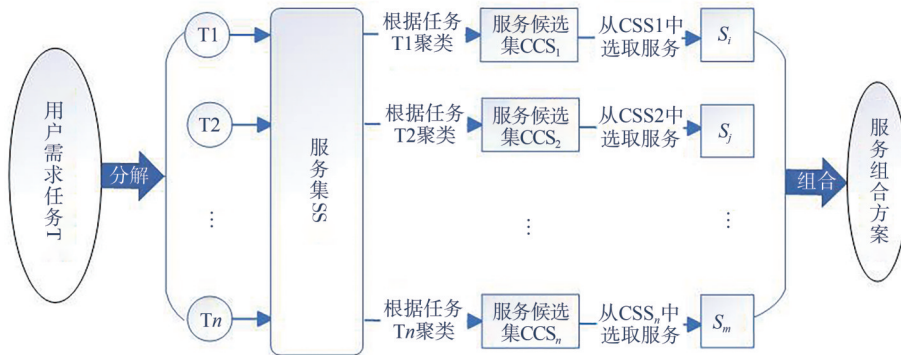 用户需求任务T
分解
T1
T2
⋮
Tn
服务集SS
根据任务
T1聚类
服务候选
集CCS₁
从CSS1中
选取服务
Sᵢ
根据任务
T2聚类
服务候选
集CCS₂
从CSS2中
选取服务
Sⱼ
⋮
⋮
⋮
根据任务
Tn聚类
服务候选
集CCSₙ
从CSSₙ中
选取服务
Sₘ
组合
服务组合方案